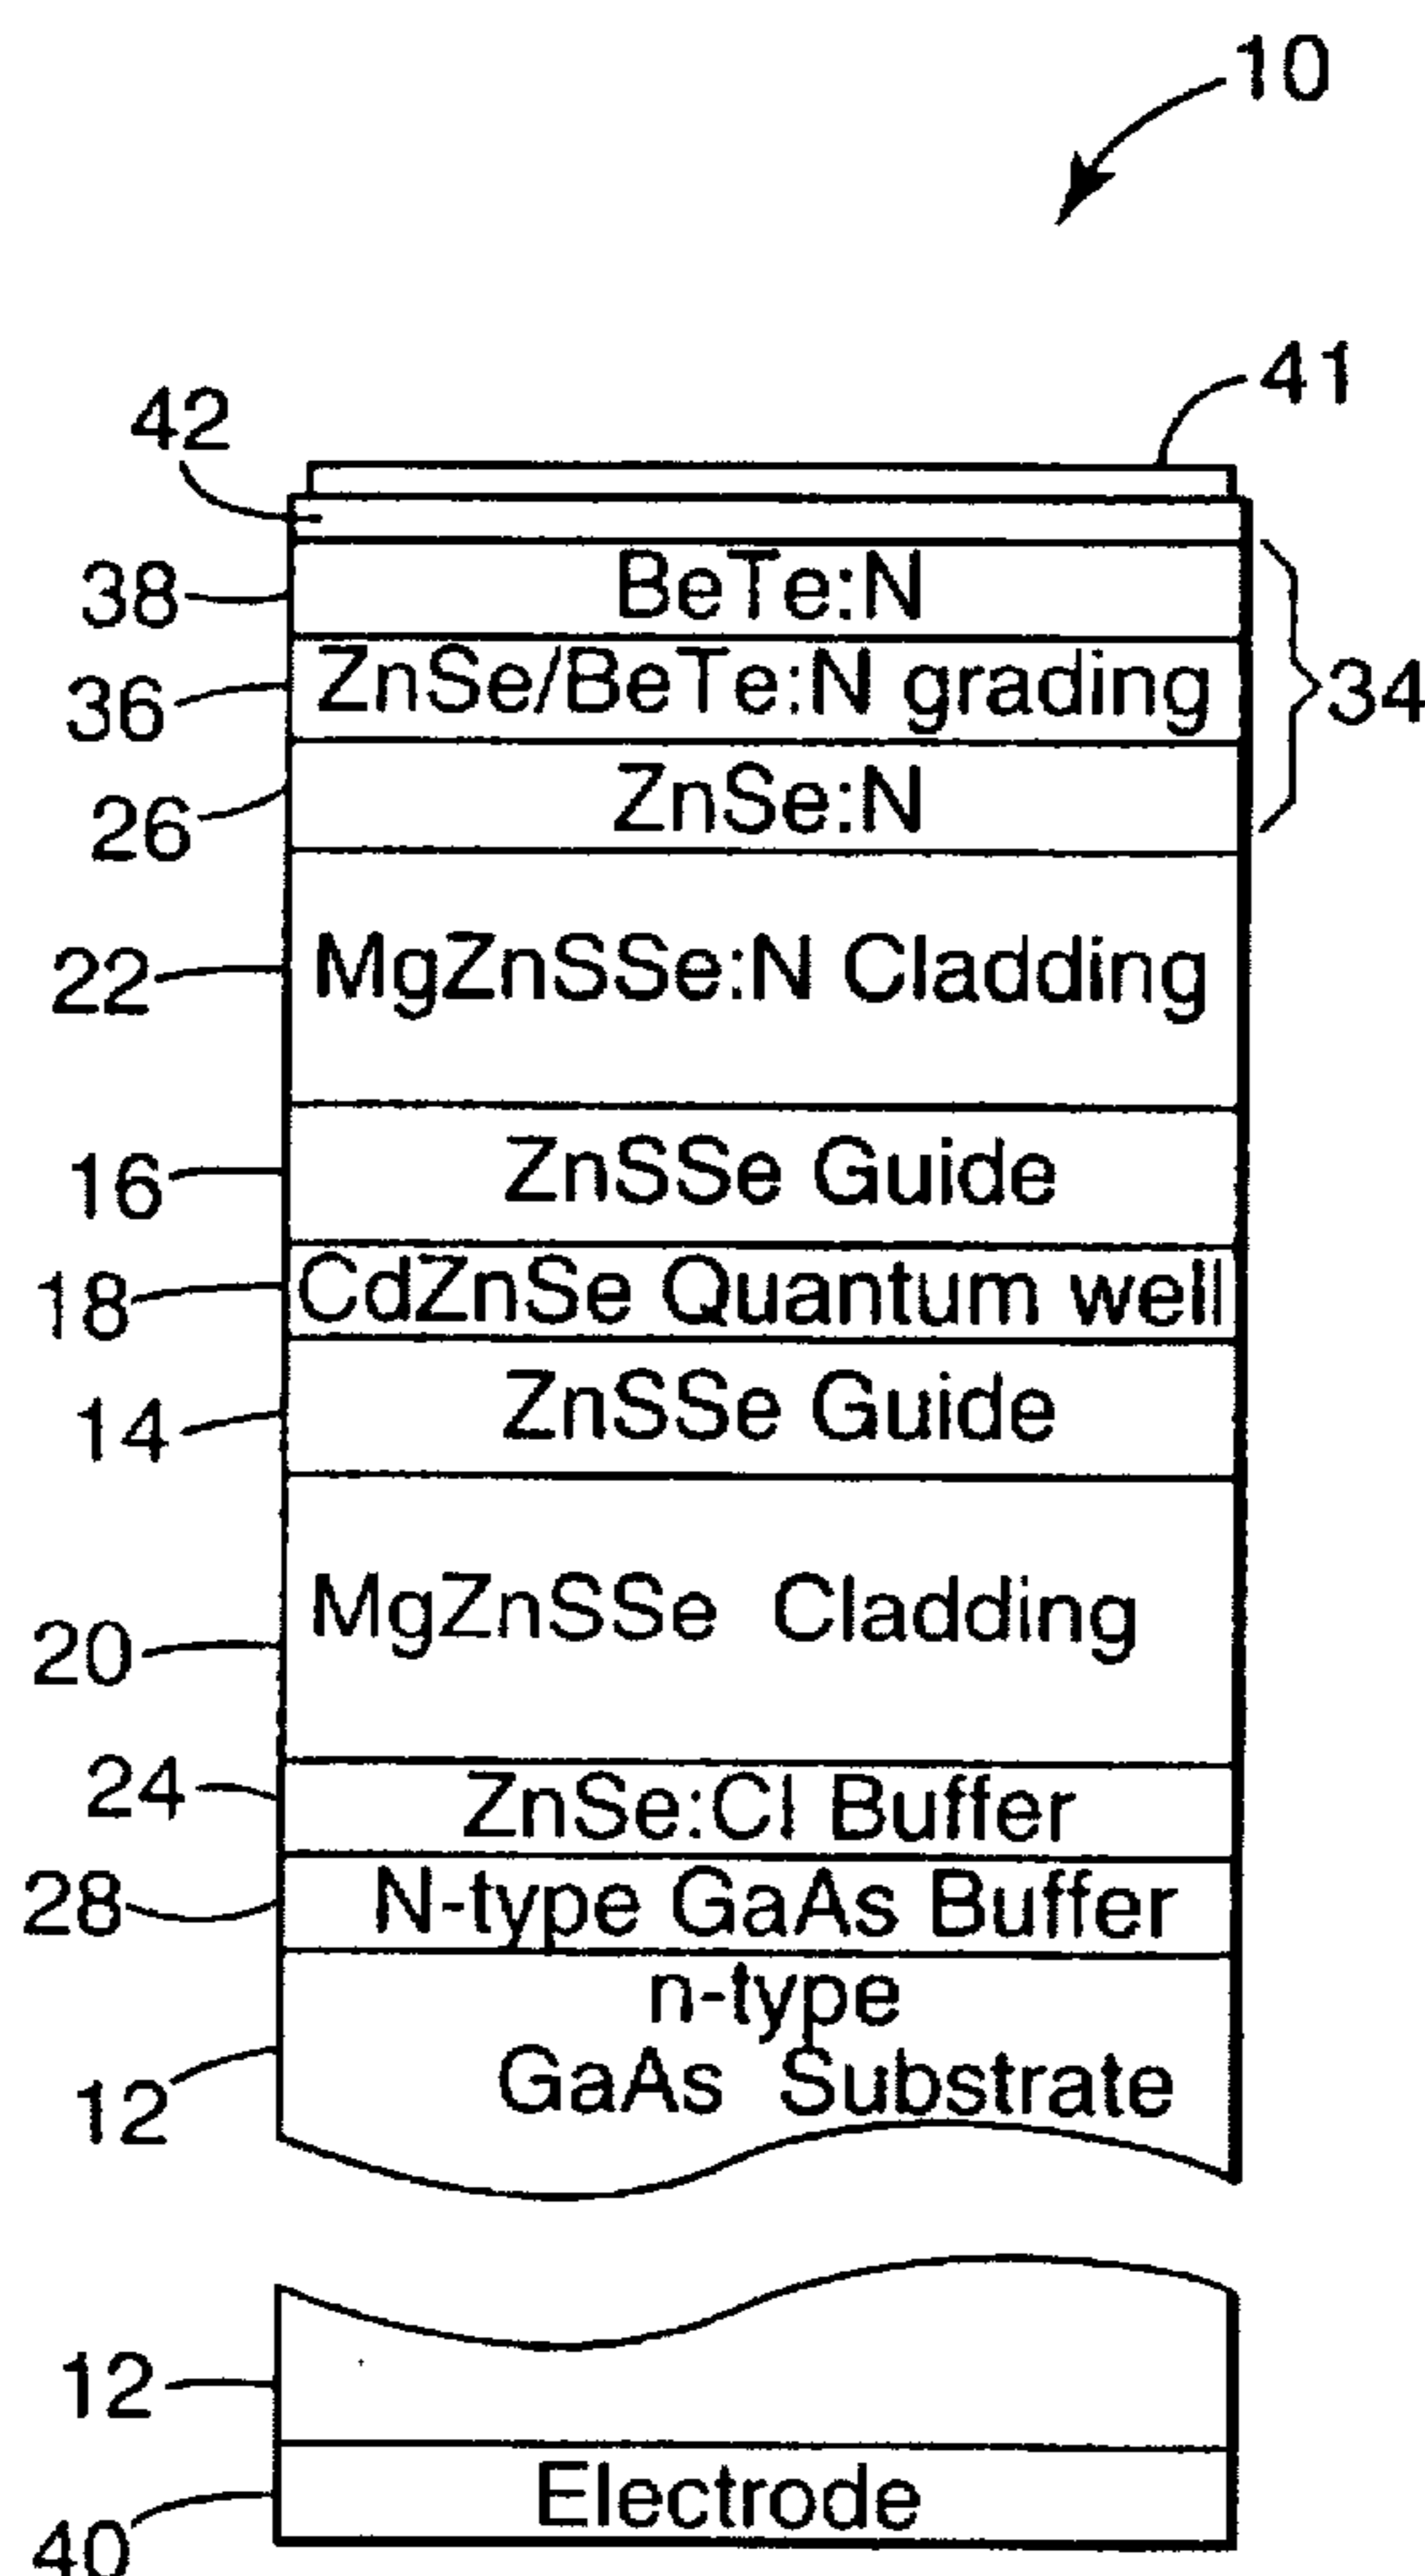 10
41
42
38 BeTe:N
36 ZnSe/BeTe:N grading
34
26 ZnSe:N
22 MgZnSSe:N Cladding
16 ZnSSe Guide
18 CdZnSe Quantum well
14 ZnSSe Guide
20 MgZnSSe Cladding
24 ZnSe:Cl Buffer
28 N-type GaAs Buffer
n-type
12 GaAs Substrate
12
40 Electrode